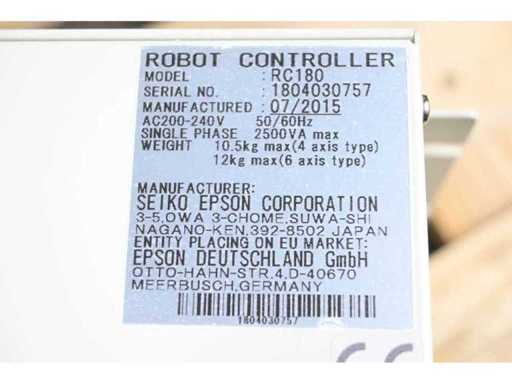 ROBOT CONTROLLER
MODEL : RC180
SERIAL NO. : 1804030757
MANUFACTURED : 07/2015
AC200-240V 50/60Hz
SINGLE PHASE 2500VA max
WEIGHT 10.5kg max(4 axis type)
12kg max(6 axis type)
MANUFACTURER:
SEIKO EPSON CORPORATION
3-5,OWA 3-CHOME,SUWA-SHI
NAGANO-KEN,392-8502 JAPAN
ENTITY PLACING ON EU MARKET:
EPSON DEUTSCHLAND GmbH
OTTO-HAHN-STR,4,D-40670
MEERBUSCH,GERMANY
1804030757
CE